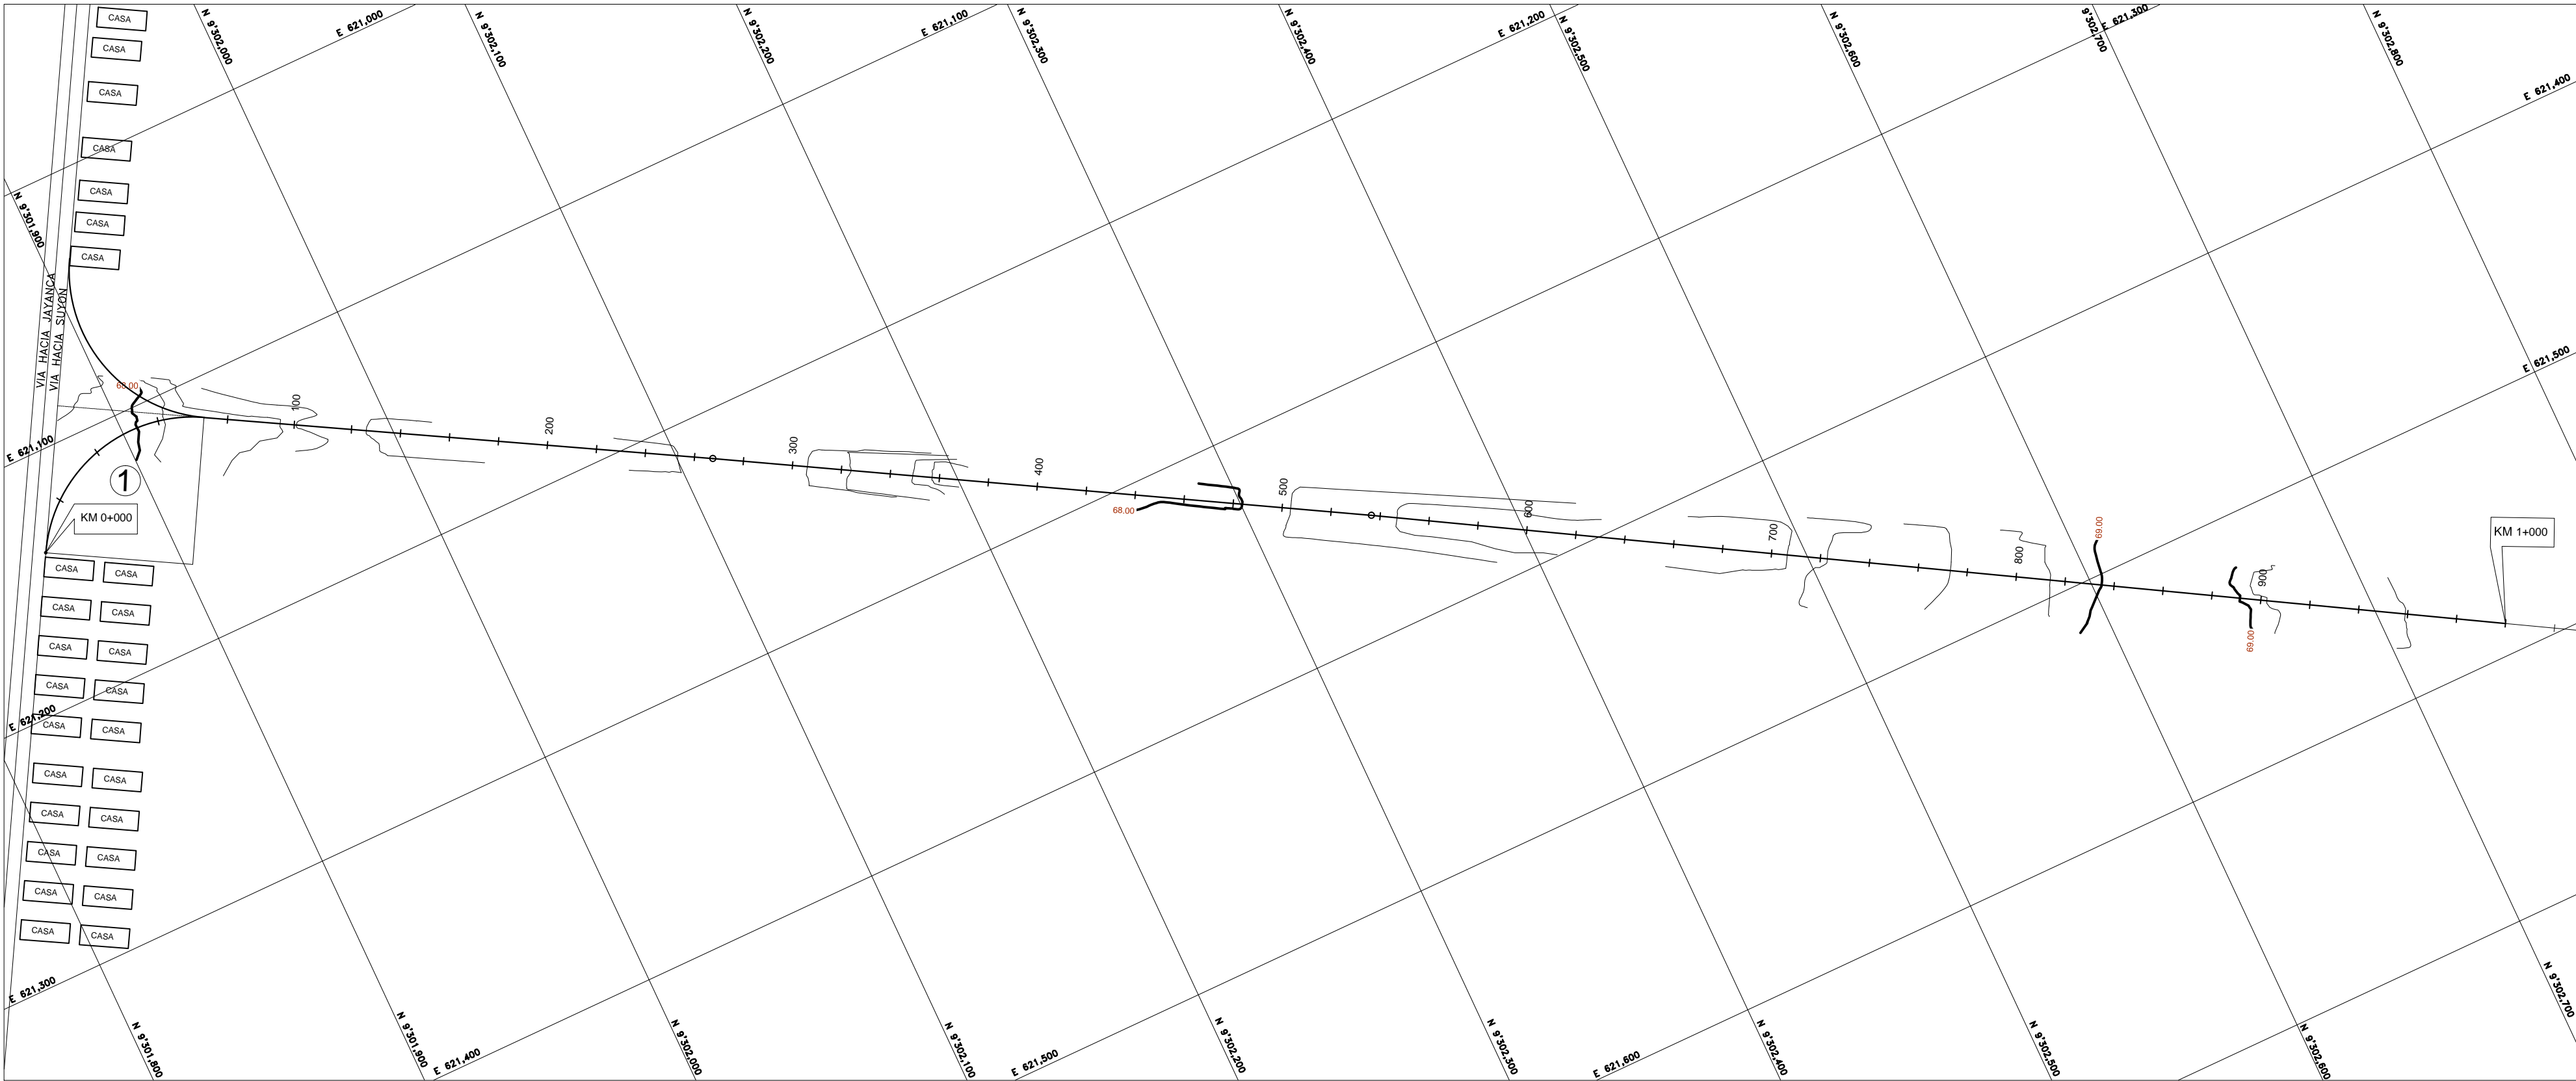 N 9'302,000
E 621,000
N 9'302,100
N 9'302,200
E 621,100
N 9'302,300
N 9'302,400
E 621,200
N 9'302,500
N 9'302,600
9'302,700
E 621,300
N 9'302,800
E 621,400
CASA
CASA
CASA
CASA
CASA
CASA
CASA
N 9'301,900
VIA HACIA JAYANCA
VIA HACIA SUYON
68.00
E 621,100
1
KM 0+000
100
200
300
400
68.00
500
600
700
800
69.00
900
69.00
KM 1+000
E 621,500
CASA
CASA
CASA
CASA
CASA
CASA
CASA
CASA
E 621,200
CASA
CASA
CASA
CASA
CASA
CASA
CASA
CASA
CASA
CASA
CASA
CASA
E 621,300
N 9'301,800
N 9'301,900
E 621,400
N 9'302,000
N 9'302,100
E 621,500
N 9'302,200
N 9'302,300
E 621,600
N 9'302,400
N 9'302,500
N 9'302,600
N 9'302,700